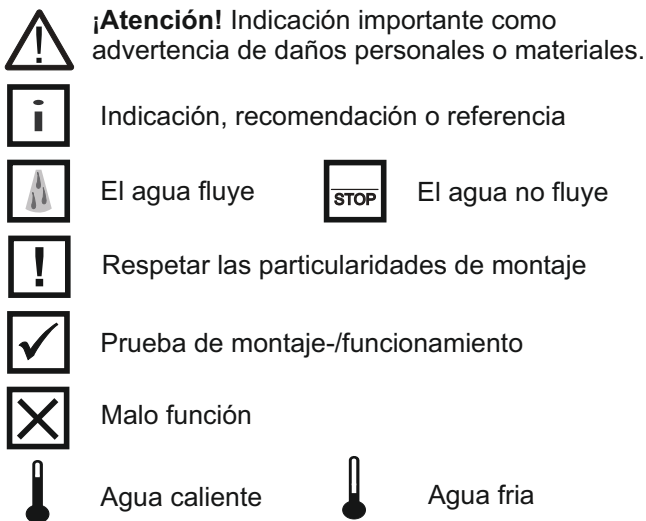 ¡Atención! Indicación importante como
advertencia de daños personales o materiales.
i Indicación, recomendación o referencia
El agua fluye STOP El agua no fluye
! Respetar las particularidades de montaje
Prueba de montaje-/funcionamiento
Malo función
Agua caliente Agua fria